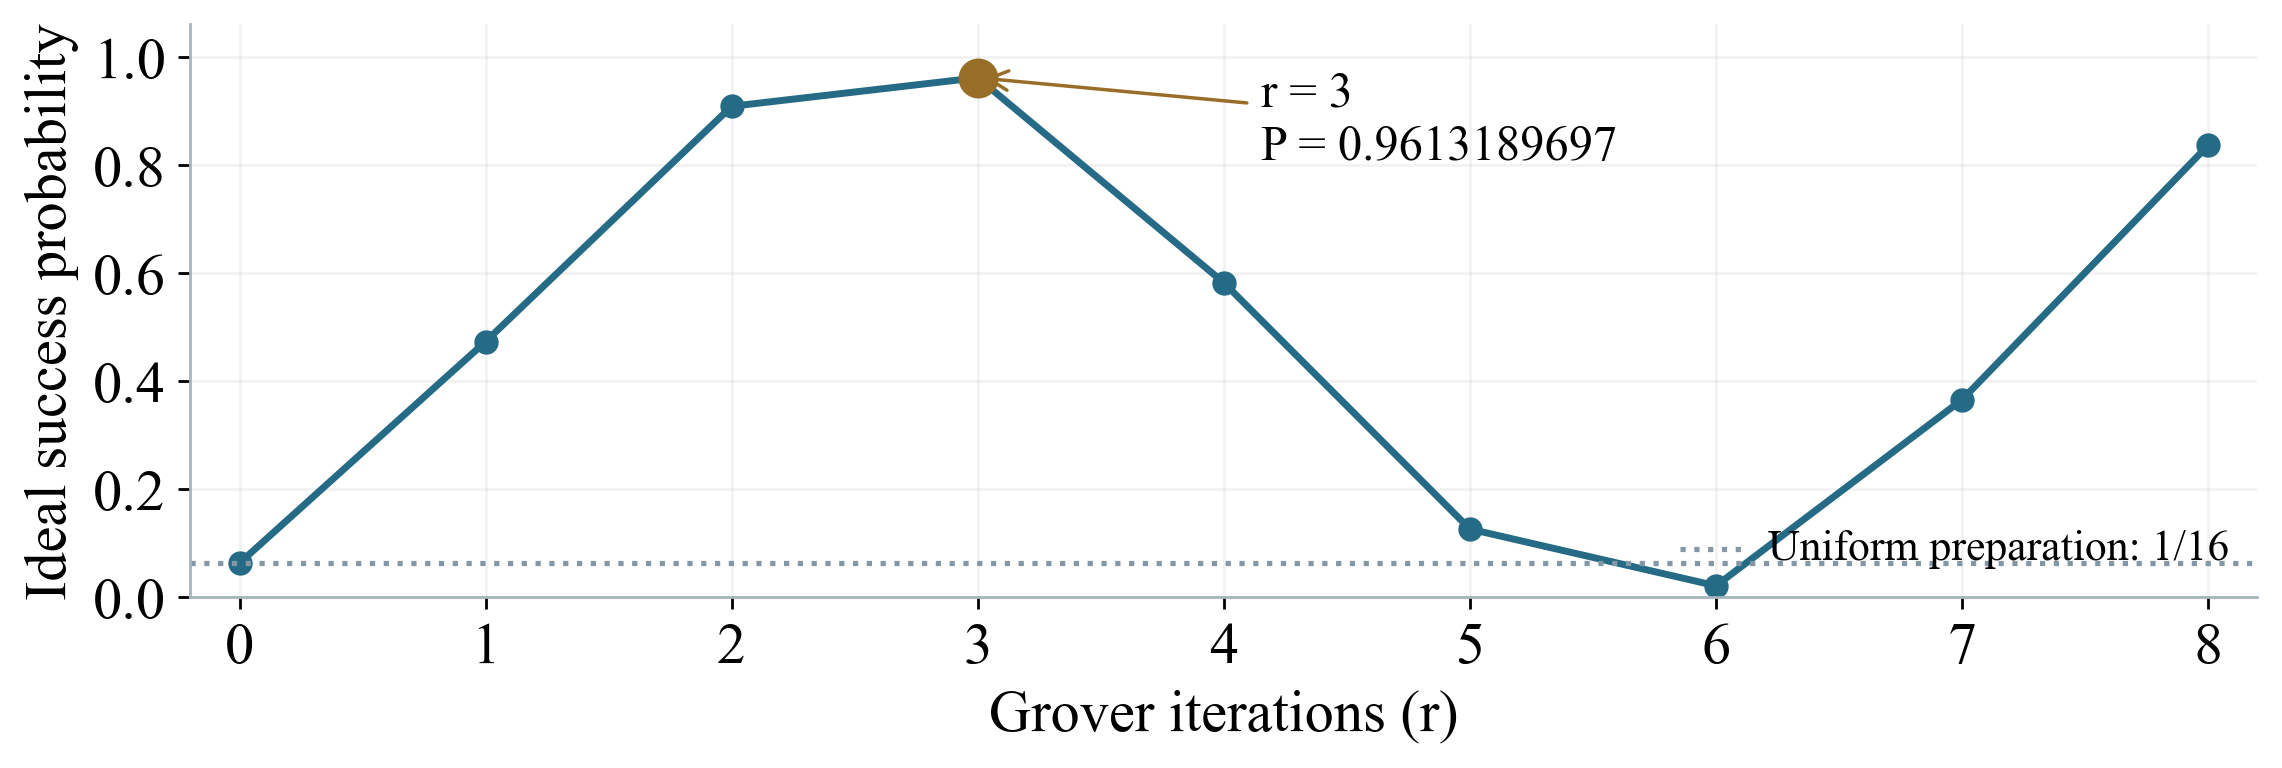 Ideal success probability
1.0
0.8
0.6
0.4
0.2
0.0
r = 3
P = 0.9613189697
Uniform preparation: 1/16
0 1 2 3 4 5 6 7 8
Grover iterations (r)